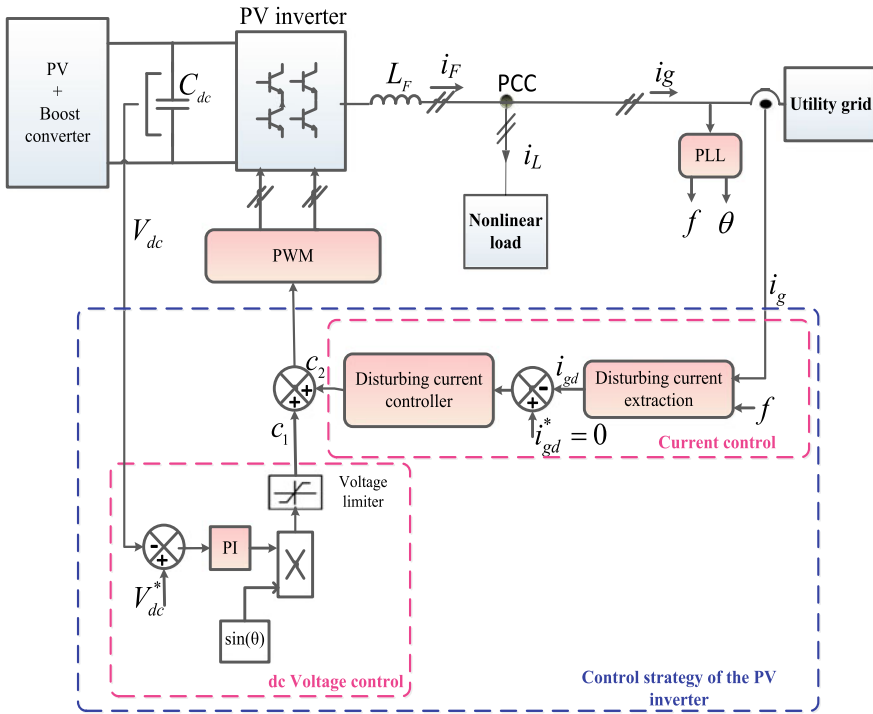 PV inverter
PV
+
Boost
converter
C_dc
L_F
i_F
PCC
ig
Utility grid
i_L
PLL
f
θ
Nonlinear
load
V_dc
PWM
i_g
c_2
Disturbing current
controller
i_gd
Disturbing current
extraction
-
+
+
+
i*_gd = 0
f
Current control
c_1
Voltage
limiter
-
+
PI
X
V*_dc
sin(θ)
dc Voltage control
Control strategy of the PV
inverter